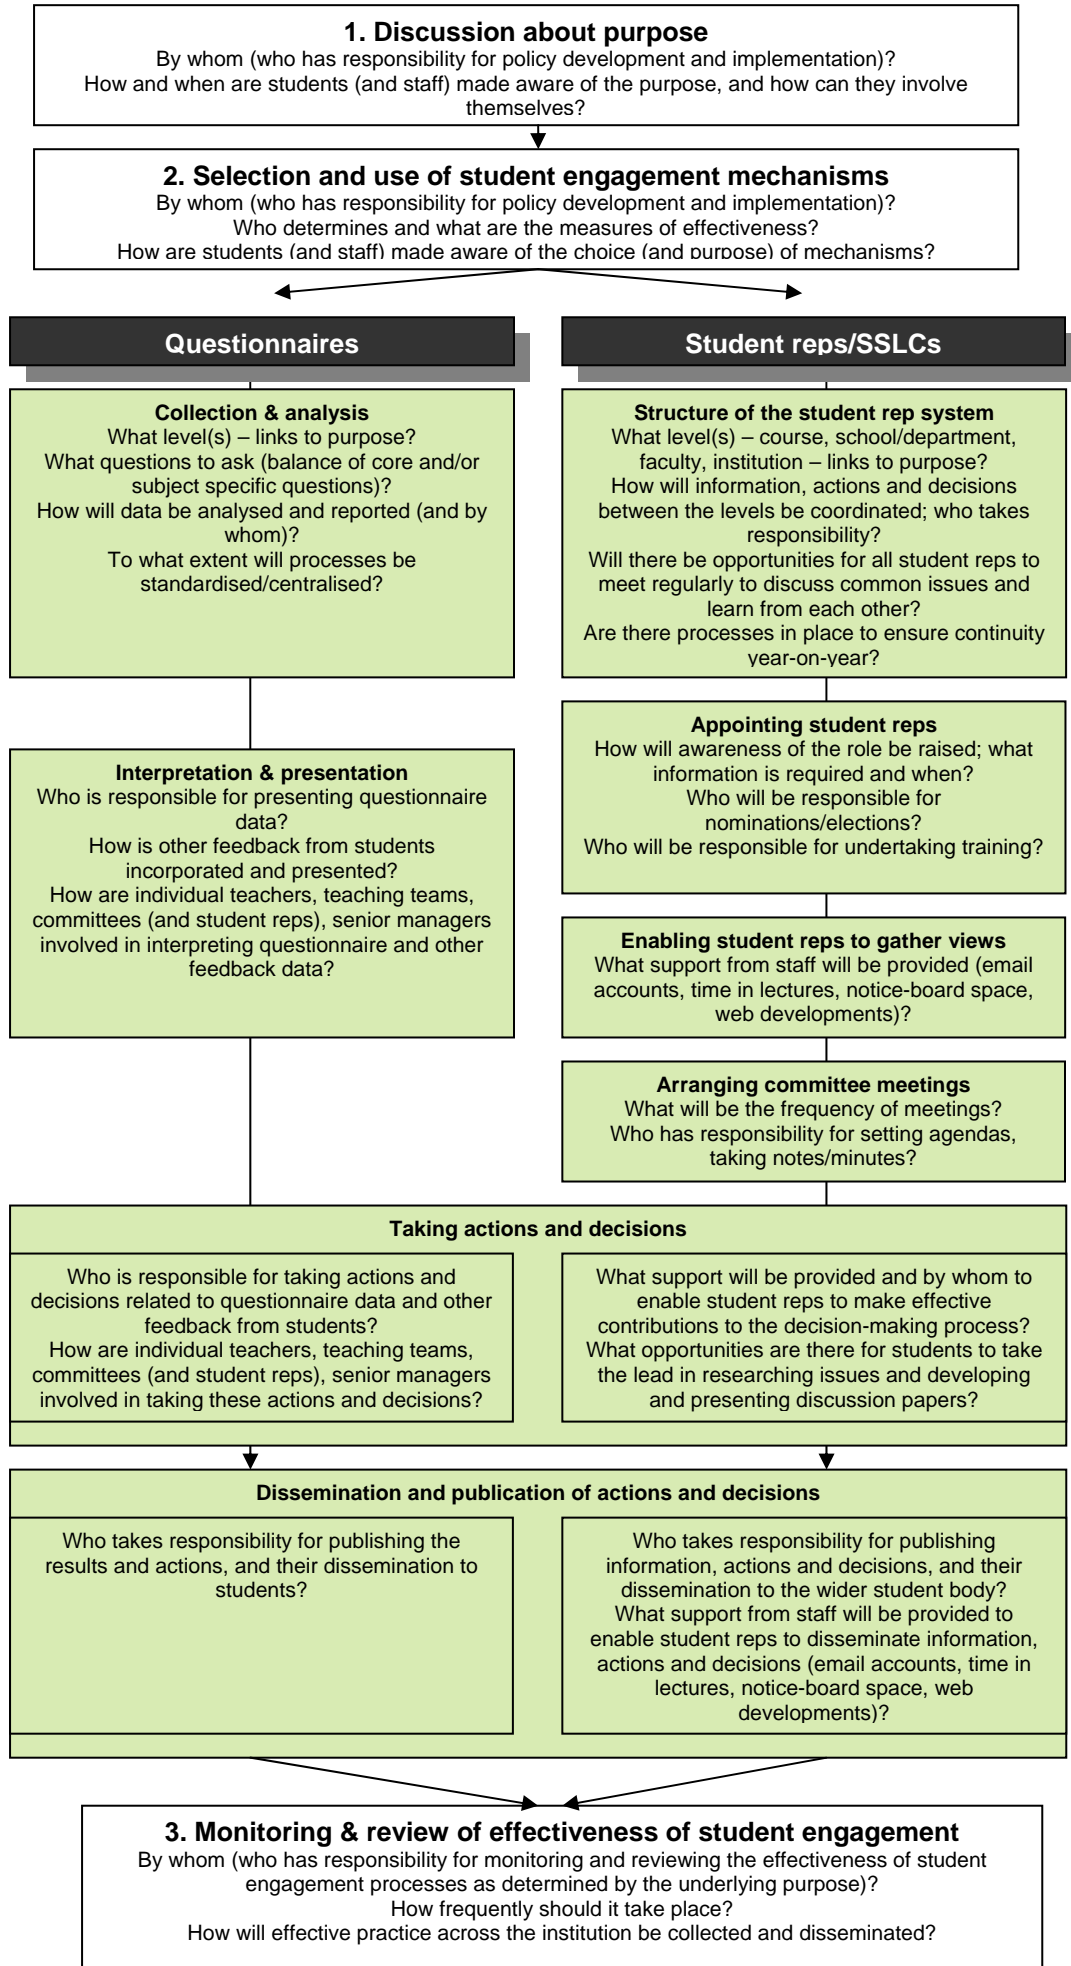 1. Discussion about purpose
By whom (who has responsibility for policy development and implementation)?
How and when are students (and staff) made aware of the purpose, and how can they involve
themselves?
2. Selection and use of student engagement mechanisms
By whom (who has responsibility for policy development and implementation)?
Who determines and what are the measures of effectiveness?
How are students (and staff) made aware of the choice (and purpose) of mechanisms?
Questionnaires
Collection & analysis
What level(s) – links to purpose?
What questions to ask (balance of core and/or
subject specific questions)?
How will data be analysed and reported (and by
whom)?
To what extent will processes be
standardised/centralised?
Interpretation & presentation
Who is responsible for presenting questionnaire
data?
How is other feedback from students
incorporated and presented?
How are individual teachers, teaching teams,
committees (and student reps), senior managers
involved in interpreting questionnaire and other
feedback data?
Student reps/SSLCs
Structure of the student rep system
What level(s) – course, school/department,
faculty, institution – links to purpose?
How will information, actions and decisions
between the levels be coordinated; who takes
responsibility?
Will there be opportunities for all student reps to
meet regularly to discuss common issues and
learn from each other?
Are there processes in place to ensure continuity
year-on-year?
Appointing student reps
How will awareness of the role be raised; what
information is required and when?
Who will be responsible for
nominations/elections?
Who will be responsible for undertaking training?
Enabling student reps to gather views
What support from staff will be provided (email
accounts, time in lectures, notice-board space,
web developments)?
Arranging committee meetings
What will be the frequency of meetings?
Who has responsibility for setting agendas,
taking notes/minutes?
Taking actions and decisions
Who is responsible for taking actions and
decisions related to questionnaire data and other
feedback from students?
How are individual teachers, teaching teams,
committees (and student reps), senior managers
involved in taking these actions and decisions?
What support will be provided and by whom to
enable student reps to make effective
contributions to the decision-making process?
What opportunities are there for students to take
the lead in researching issues and developing
and presenting discussion papers?
Dissemination and publication of actions and decisions
Who takes responsibility for publishing the
results and actions, and their dissemination to
students?
Who takes responsibility for publishing
information, actions and decisions, and their
dissemination to the wider student body?
What support from staff will be provided to
enable student reps to disseminate information,
actions and decisions (email accounts, time in
lectures, notice-board space, web
developments)?
3. Monitoring & review of effectiveness of student engagement
By whom (who has responsibility for monitoring and reviewing the effectiveness of student
engagement processes as determined by the underlying purpose)?
How frequently should it take place?
How will effective practice across the institution be collected and disseminated?